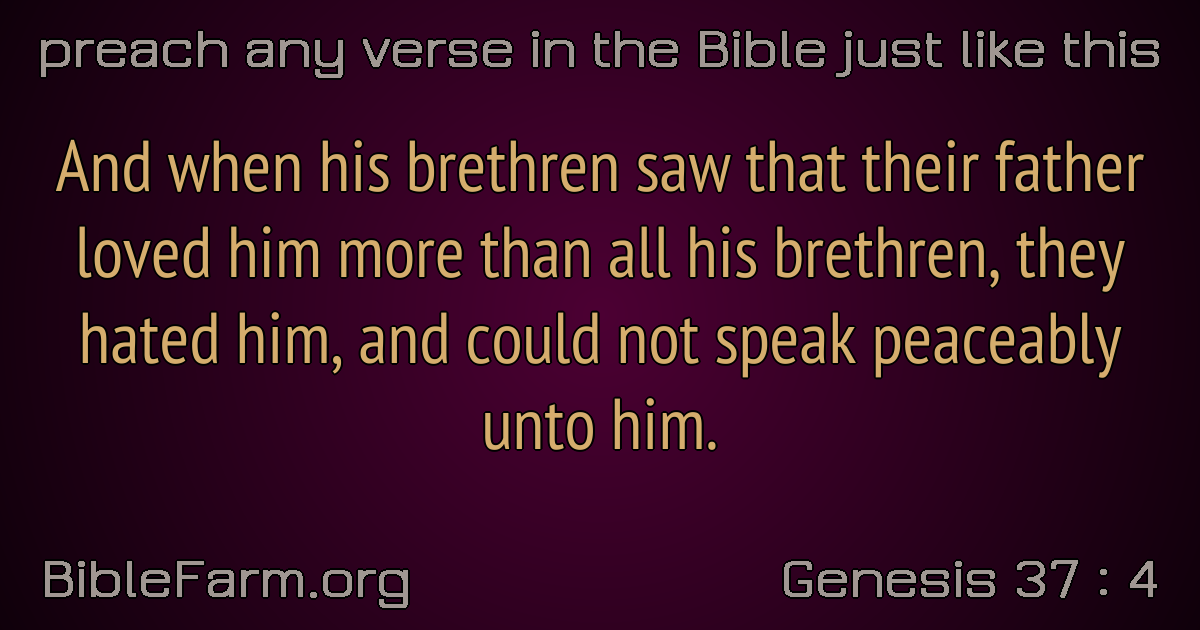 preach any verse in the Bible just like this
And when his brethren saw that their father
loved him more than all his brethren, they
hated him, and could not speak peaceably
unto him.
BibleFarm.org
Genesis 37 : 4